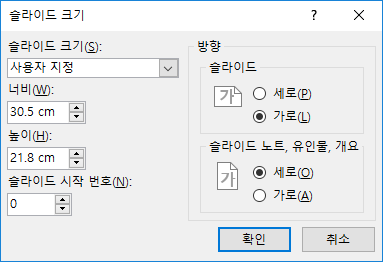 슬라이드 크기
슬라이드 크기(S):
사용자 지정
너비(W):
30.5 cm
높이(H):
21.8 cm
슬라이드 시작 번호(N):
0
방향
슬라이드
가
세로(P)
가로(L)
슬라이드 노트, 유인물, 개요
가
세로(O)
가로(A)
확인
취소